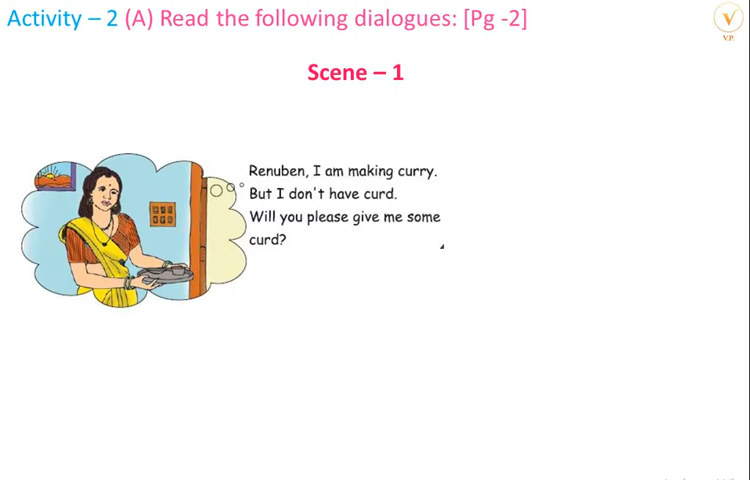 Activity – 2 (A) Read the following dialogues: [Pg -2]
V
V.P.
Scene – 1
Renuben, I am making curry.
But I don't have curd.
Will you please give me some
curd?